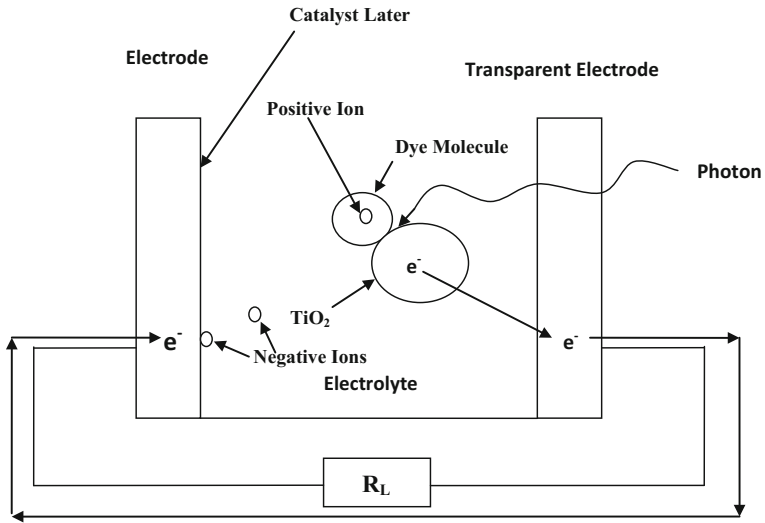 Catalyst Later
Electrode
Transparent Electrode
Positive Ion
Dye Molecule
Photon
e-
TiO2
e-
e-
Negative Ions
Electrolyte
RL